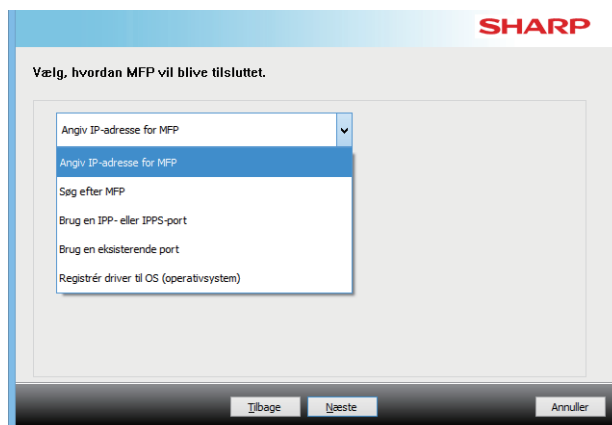 SHARP
Vælg, hvordan MFP vil blive tilsluttet.
Angiv IP-adresse for MFP
Angiv IP-adresse for MFP
Søg efter MFP
Brug en IPP- eller IPPS-port
Brug en eksisterende port
Registrér driver til OS (operativsystem)
Tilbage Næste Annuller